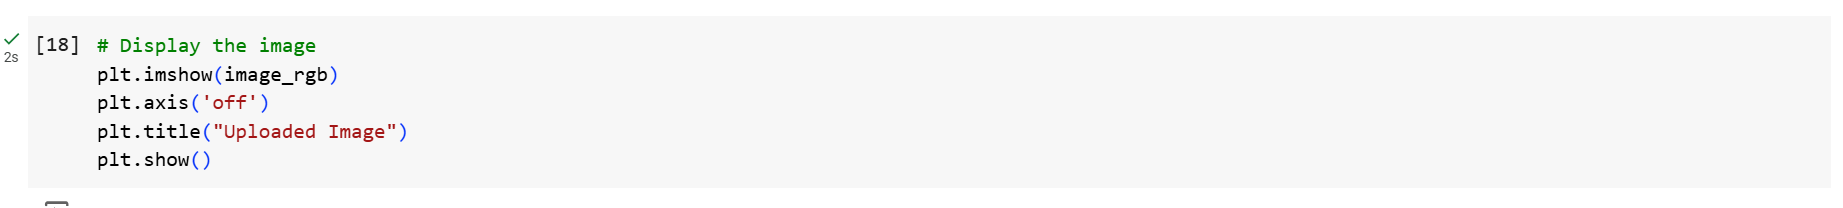 [18] # Display the image
2s
plt.imshow(image_rgb)
plt.axis('off')
plt.title("Uploaded Image")
plt.show()